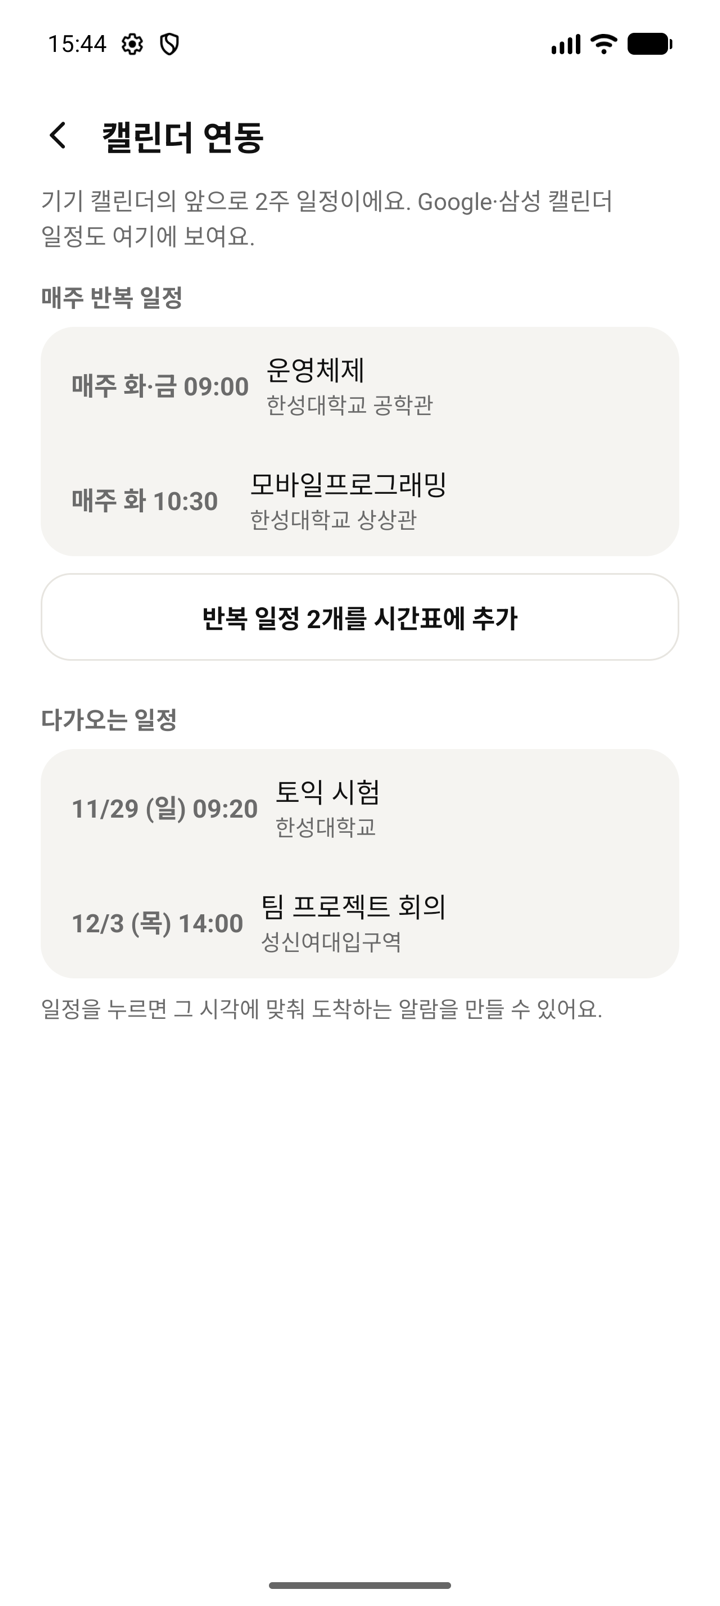 15:44
캘린더 연동
기기 캘린더의 앞으로 2주 일정이에요. Google·삼성 캘린더
일정도 여기에 보여요.
매주 반복 일정
매주 화·금 09:00
운영체제
한성대학교 공학관
매주 화 10:30
모바일프로그래밍
한성대학교 상상관
반복 일정 2개를 시간표에 추가
다가오는 일정
11/29 (일) 09:20
토익 시험
한성대학교
12/3 (목) 14:00
팀 프로젝트 회의
성신여대입구역
일정을 누르면 그 시각에 맞춰 도착하는 알람을 만들 수 있어요.